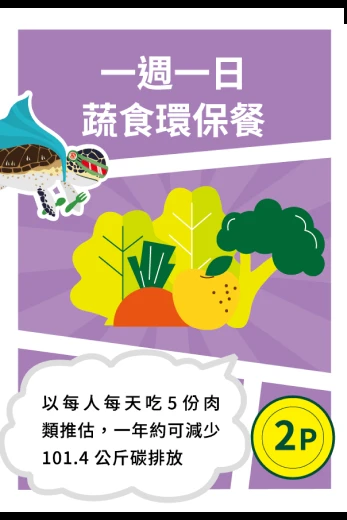 一週一日
蔬食環保餐
以每人每天吃5份肉
類推估，一年約可減少
101.4 公斤碳排放
2P